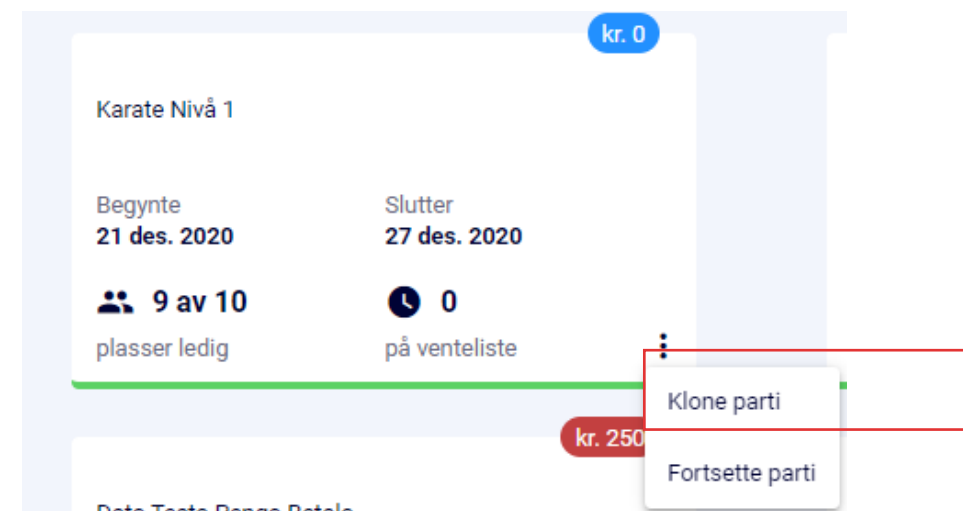 kr. 0
Karate Nivå 1
Begynte
21 des. 2020
Slutter
27 des. 2020
9 av 10
plasser ledig
0
på venteliste
Klone parti
Fortsette parti
kr. 250